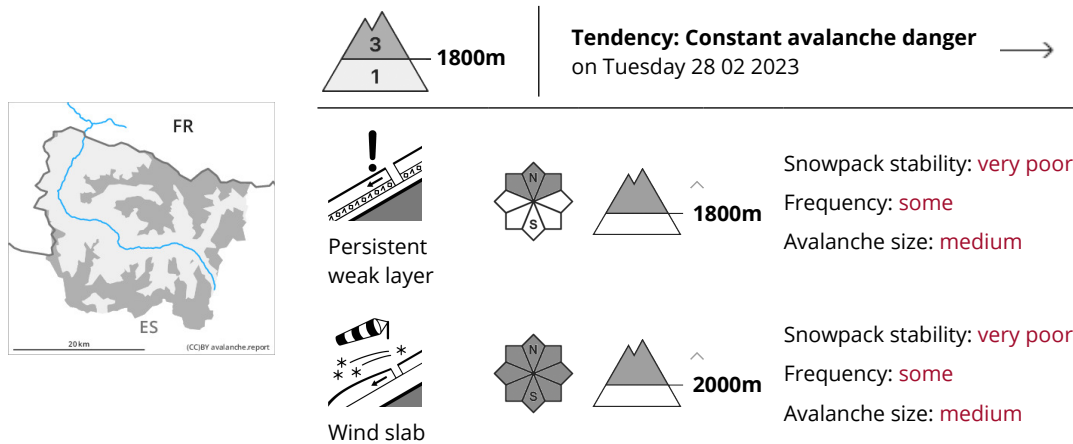 3
1
1800m
Tendency: Constant avalanche danger
on Tuesday 28 02 2023
FR
ES
20 km
(CC)BY avalanche.report
Persistent
weak layer
N
S
1800m
Snowpack stability: very poor
Frequency: some
Avalanche size: medium
Wind slab
N
S
2000m
Snowpack stability: very poor
Frequency: some
Avalanche size: medium